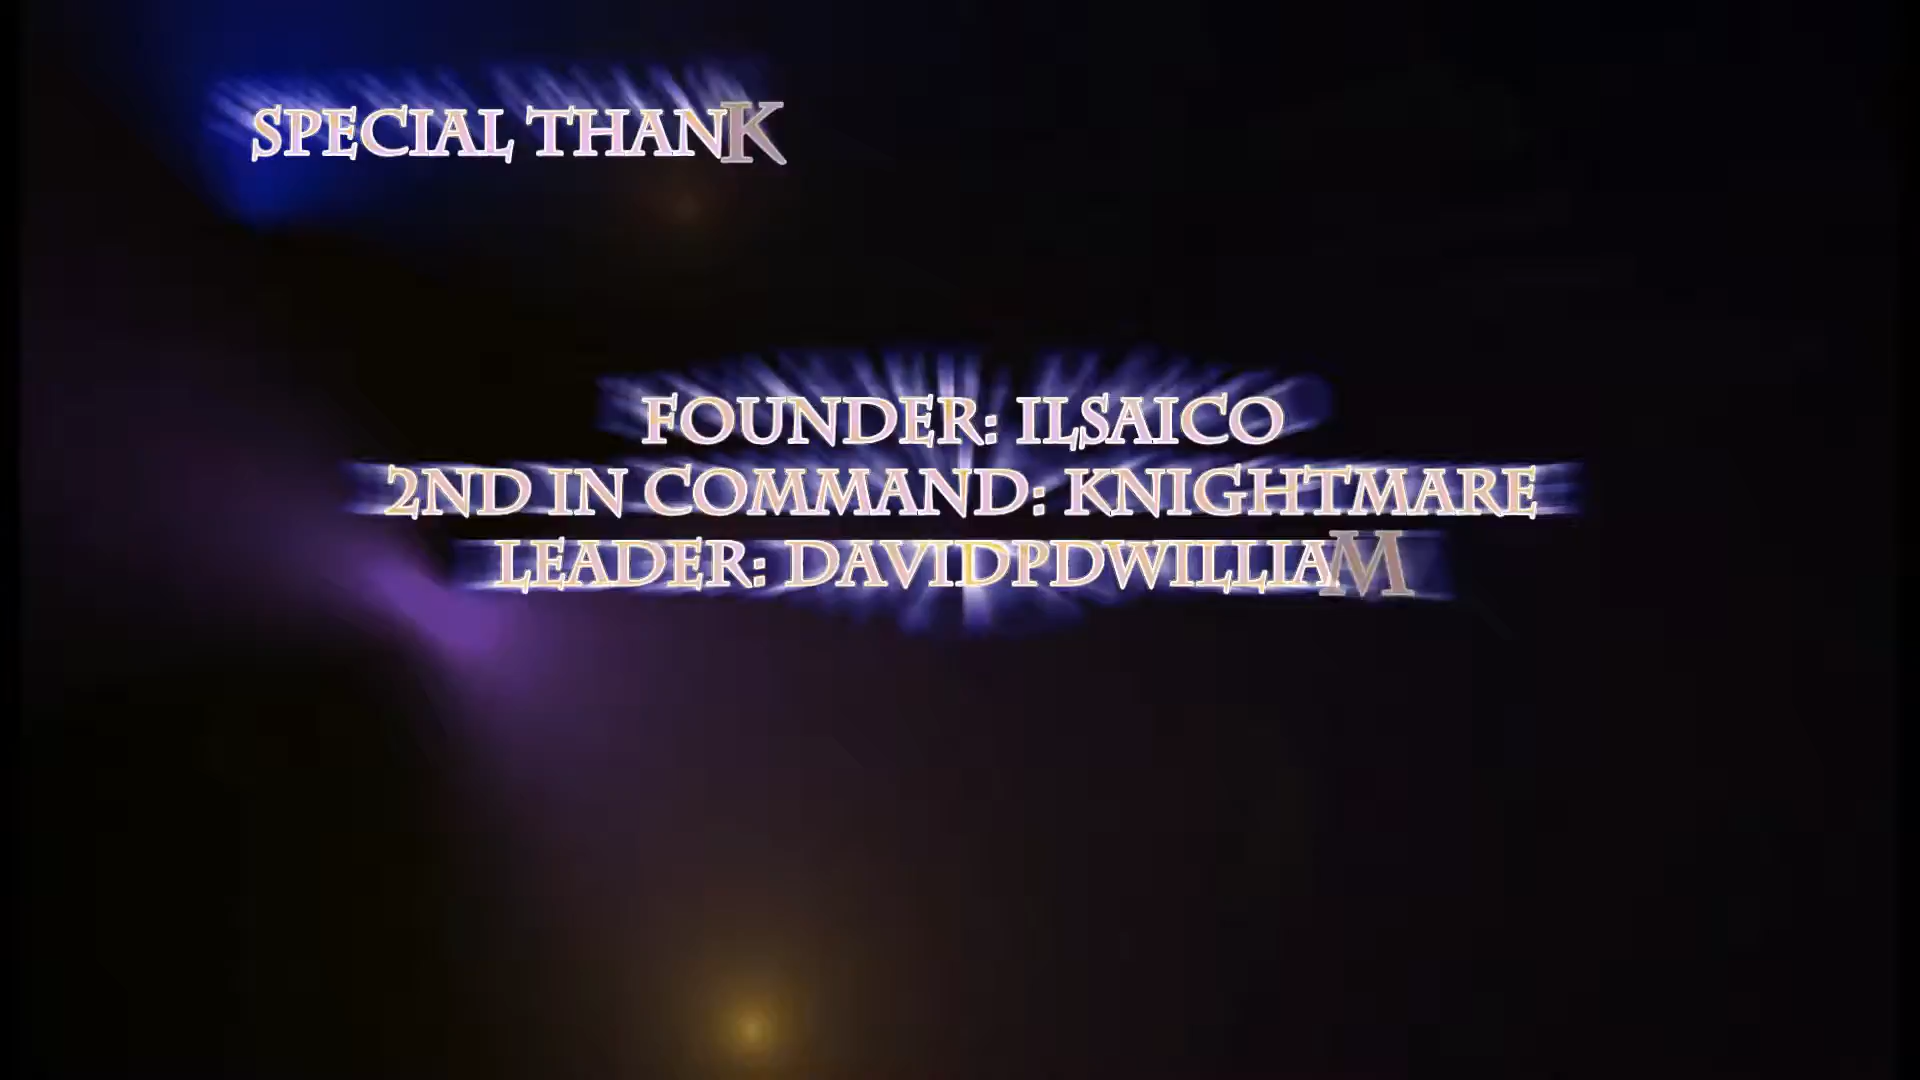 SPECIAL THANK
FOUNDER: ILSAICO
2ND IN COMMAND: KNIGHTMARE
LEADER: DAVIDPDWILLIAM